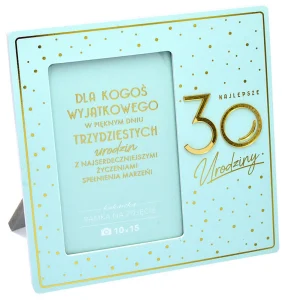 DLA KOGOŚ
WYJĄTKOWEGO
W PIĘKNYM DNIU
TRZYDZIESTYCH
urodzin
Z NAJSERDECZNIEJSZYMI
ŻYCZENIAMI
SPEŁNIENIA MARZEŃ!
10x15
NAJLEPSZE
30
Urodziny